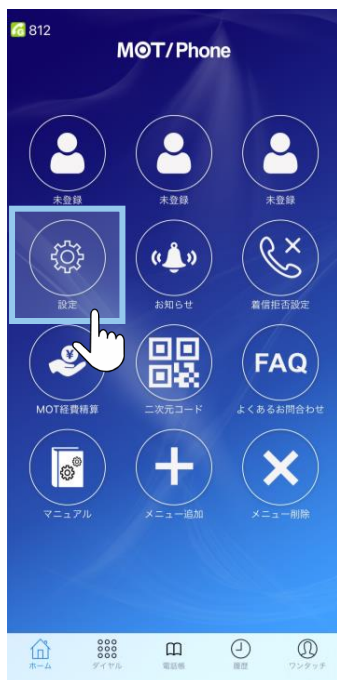 812
MOT/Phone
未登録 未登録 未登録
設定 お知らせ 着信拒否設定
¥
FAQ
MOT経費精算 二次元コード よくあるお問合わせ
マニュアル メニュー追加 メニュー削除
ホーム ダイヤル 電話帳 履歴 ワンタッチ